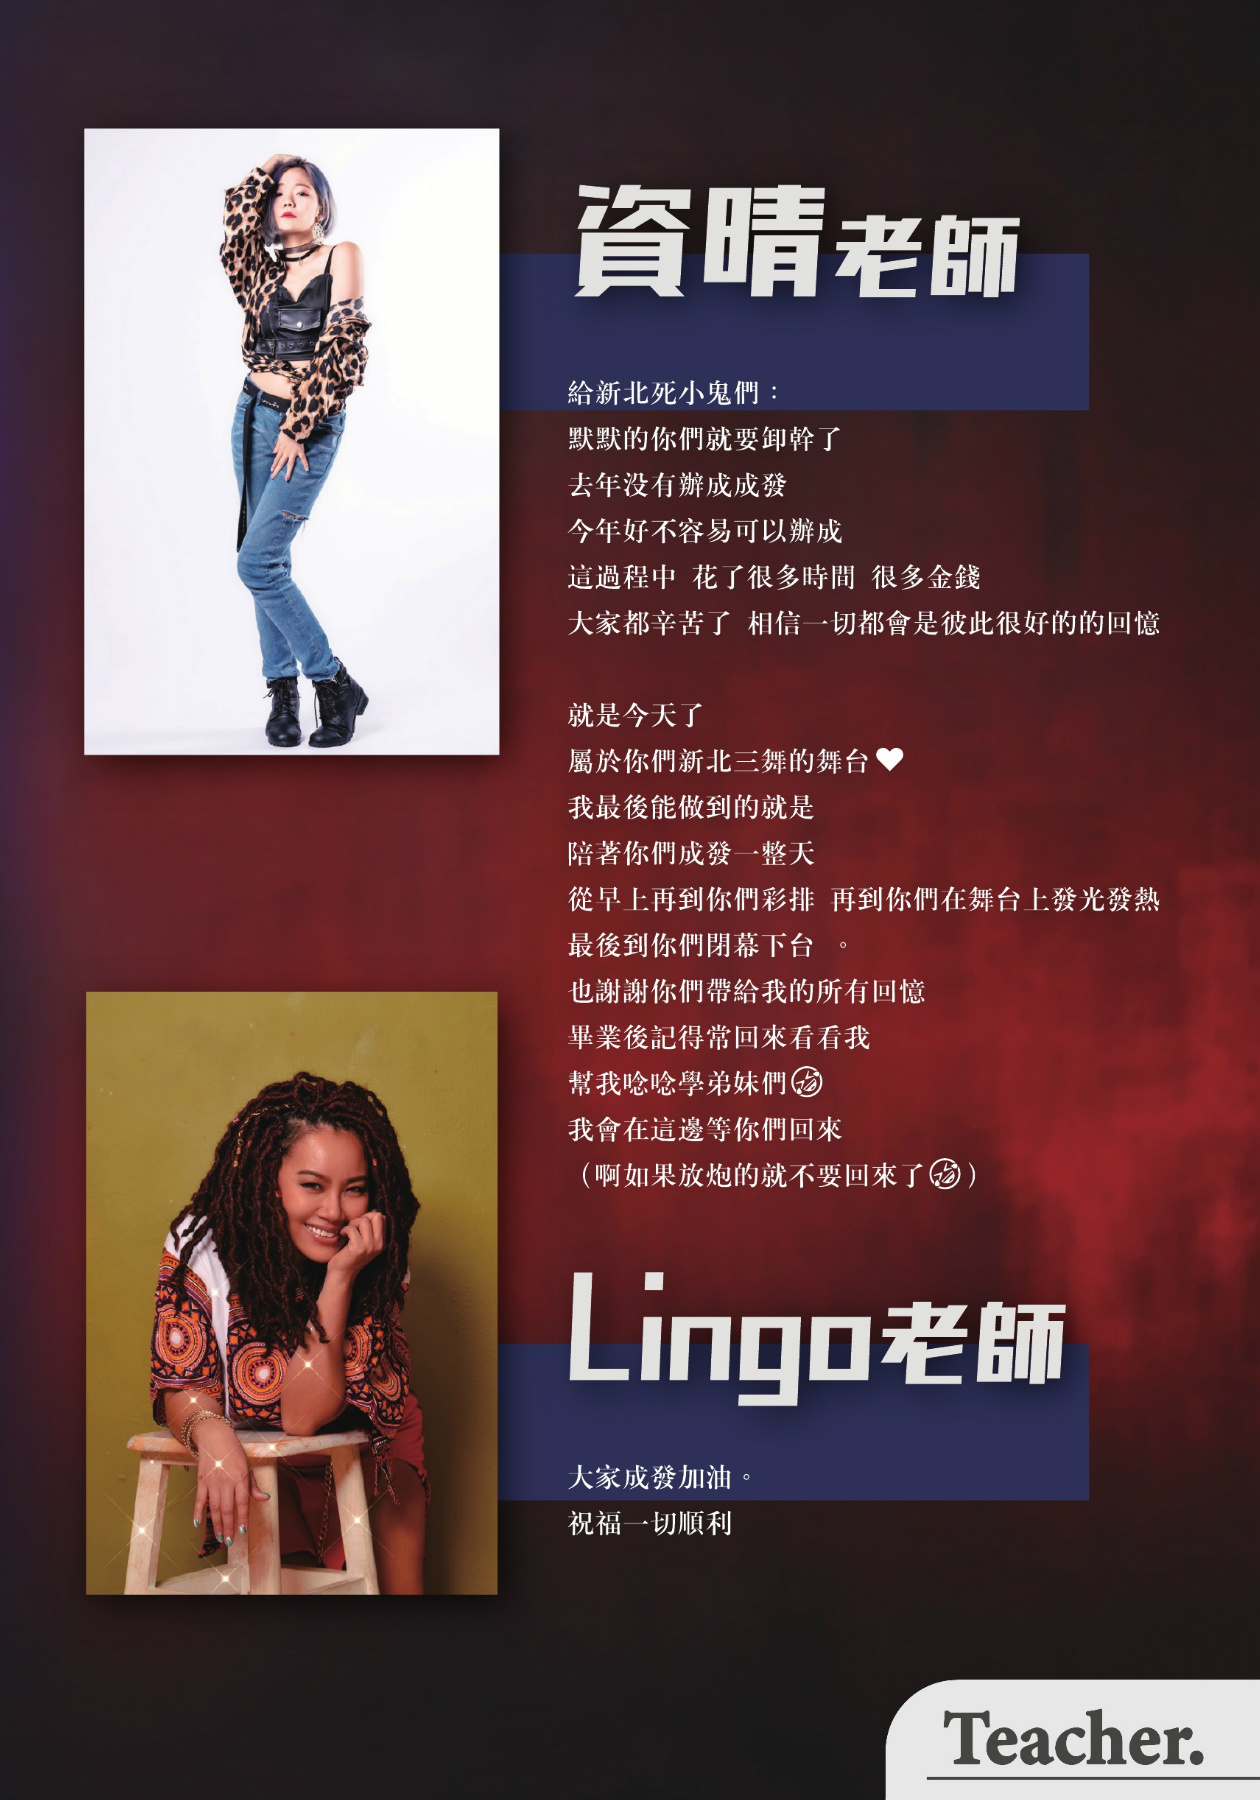 資晴老師
給新北死小鬼們：
默默的你們就要卸幹了
去年没有辦成成發
今年好不容易可以辦成
這過程中 花了很多時間 很多金錢
大家都辛苦了 相信一切都會是彼此很好的的回憶
就是今天了
屬於你們新北三舞的舞台♥
我最後能做到的就是
陪著你們成發一整天
從早上再到你們彩排 再到你們在舞台上發光發熱
最後到你們閉幕下台 。
也謝謝你們帶給我的所有回憶
畢業後記得常回來看看我
幫我唸唸學弟妹們
我會在這邊等你們回來
（啊如果放炮的就不要回來了）
Lingo老師
大家成發加油。
祝福一切順利
Teacher.